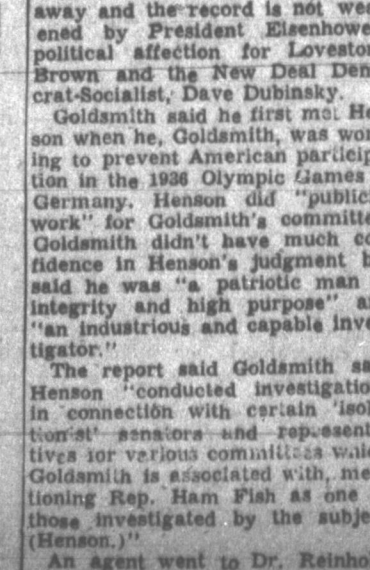 away and the record is not wea
ened by President Eisenhowe
political affection for Lovesto
Brown and the New Deal Dem
crat-Socialist, Dave Dubinsky.
Goldsmith said he first met He
son when he, Goldsmith, was wor
ing to prevent American particip
tion in the 1936 Olympic Games
Germany. Henson did "public
work" for Goldsmith's committe
Goldsmith didn't have much co
fidence in Henson's judgment b
said he was "a patriotic man
integrity and high purpose" a
"an industrious and capable inve
tigator."
The report said Goldsmith sa
Henson "conducted investigatio
in connection with certain 'isol
tionist' senators and represent
tives for various committees whic
Goldsmith is associated with, me
tioning Rep. Ham Fish as one
those investigated by the subje
(Henson.)"
An agent went to Dr. Reinho